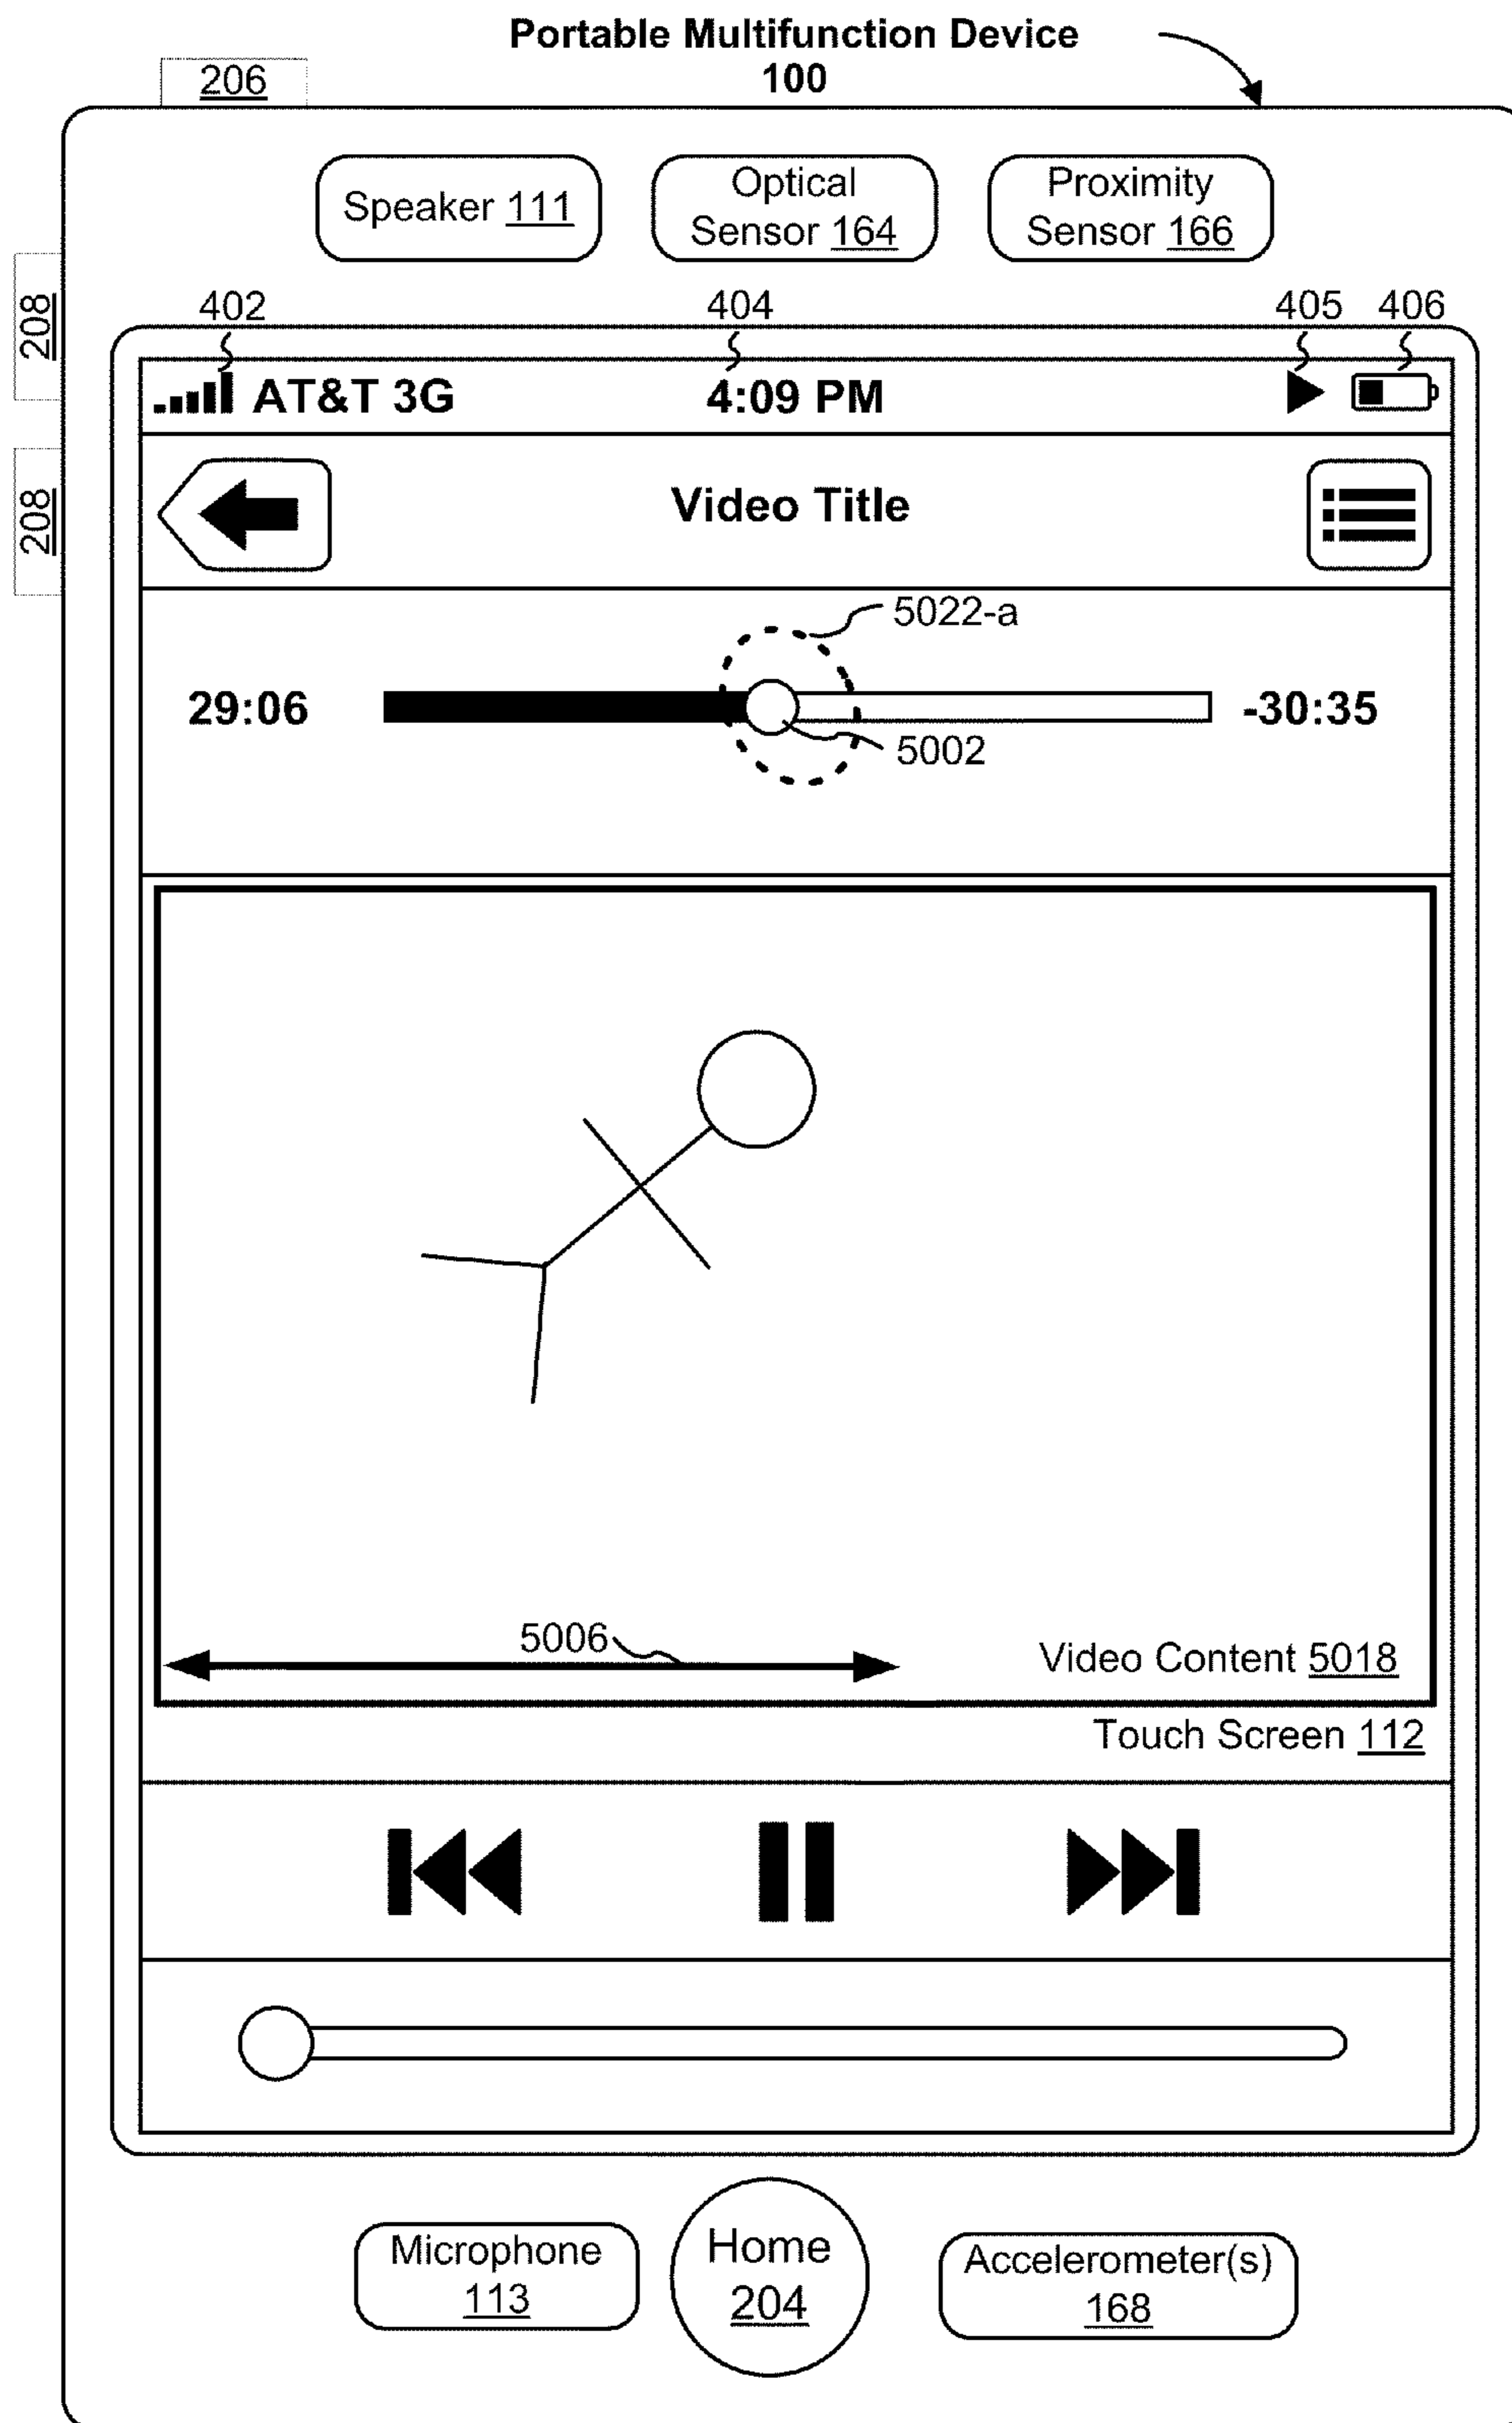 Portable Multifunction Device
100
206
Speaker 111
Optical
Sensor 164
Proximity
Sensor 166
208
208
402
404
405
406
AT&T 3G
4:09 PM
Video Title
5022-a
29:06
-30:35
5002
5006
Video Content 5018
Touch Screen 112
Microphone
113
Home
204
Accelerometer(s)
168